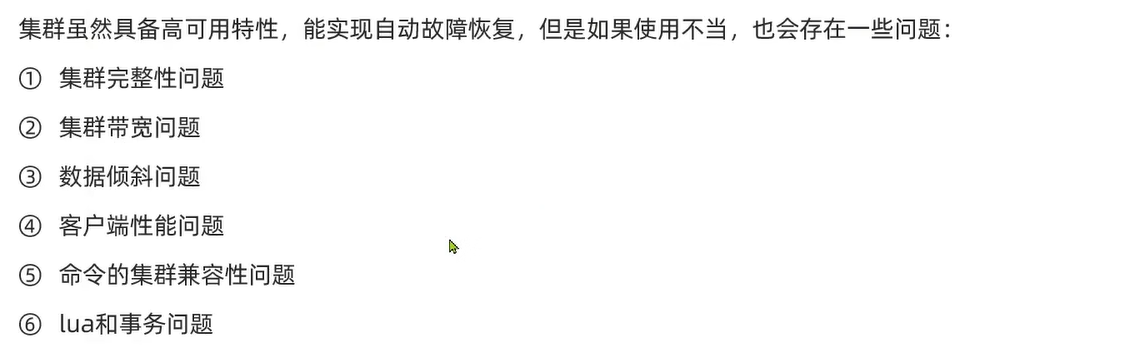 集群虽然具备高可用特性，能实现自动故障恢复，但是如果使用不当，也会存在一些问题：
① 集群完整性问题
② 集群带宽问题
③ 数据倾斜问题
④ 客户端性能问题
⑤ 命令的集群兼容性问题
⑥ lua和事务问题